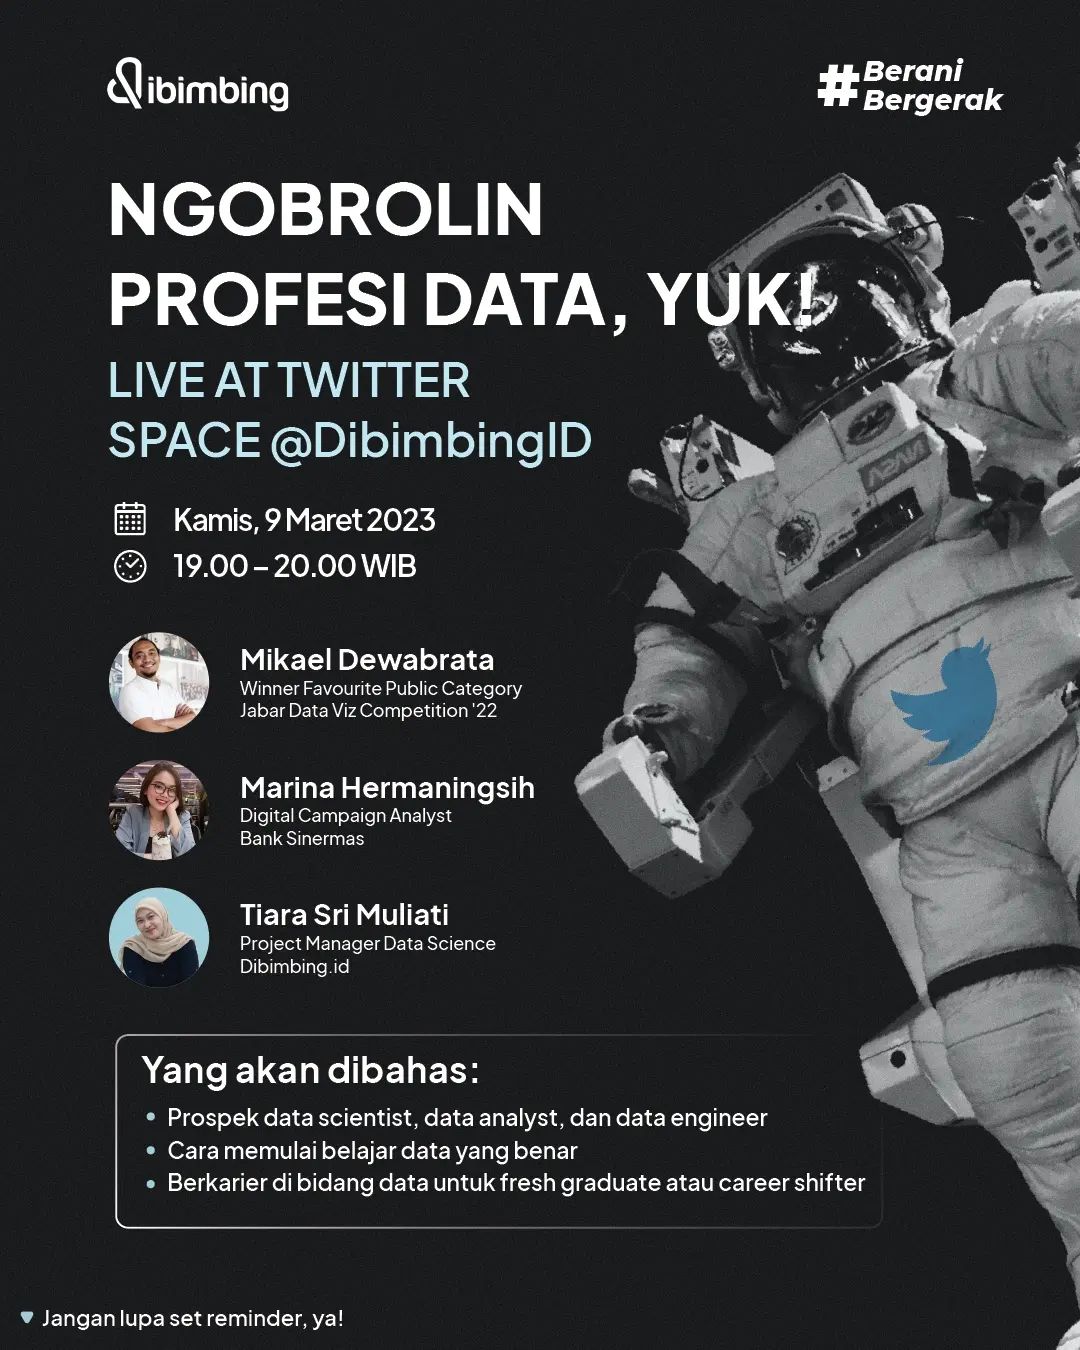 dibimbing
#Berani
Bergerak
NGOBROLIN
PROFESI DATA, YUK!
LIVE AT TWITTER
SPACE @DibimbingID
Kamis, 9 Maret 2023
19.00 – 20.00 WIB
Mikael Dewabrata
Winner Favourite Public Category
Jabar Data Viz Competition '22
Marina Hermaningsih
Digital Campaign Analyst
Bank Sinermas
Tiara Sri Muliati
Project Manager Data Science
Dibimbing.id
Yang akan dibahas:
• Prospek data scientist, data analyst, dan data engineer
• Cara memulai belajar data yang benar
• Berkarier di bidang data untuk fresh graduate atau career shifter
Jangan lupa set reminder, ya!
NASA